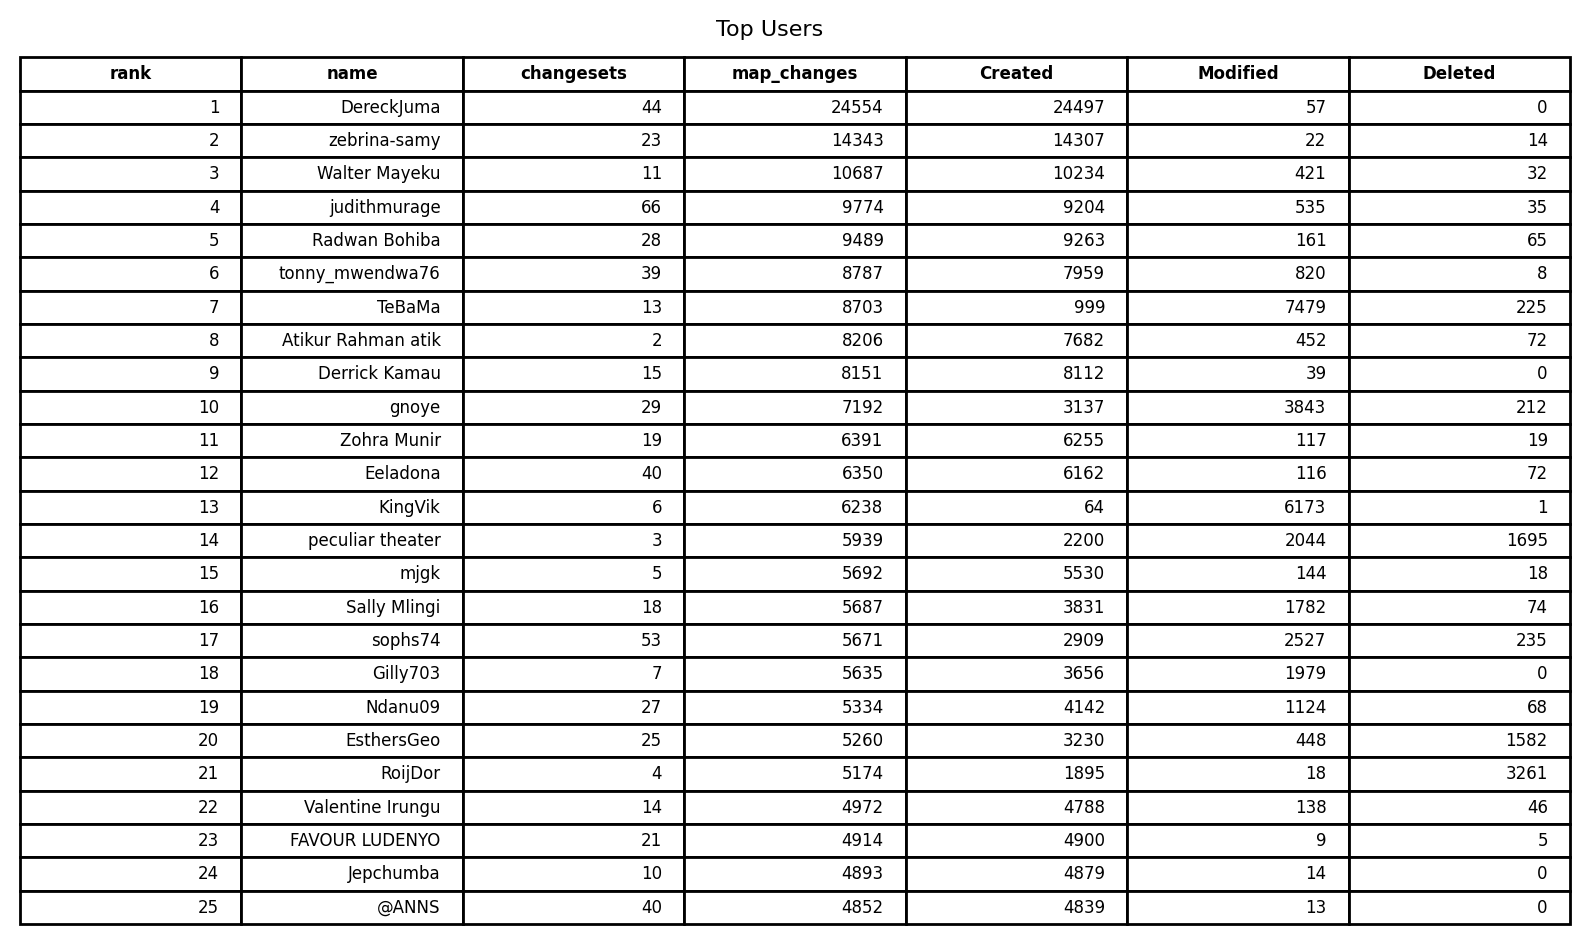 Top Users
rank name changesets map_changes Created Modified Deleted
1 DereckJuma 44 24554 24497 57 0
2 zebrina-samy 23 14343 14307 22 14
3 Walter Mayeku 11 10687 10234 421 32
4 judithmurage 66 9774 9204 535 35
5 Radwan Bohiba 28 9489 9263 161 65
6 tonny_mwendwa76 39 8787 7959 820 8
7 TeBaMa 13 8703 999 7479 225
8 Atikur Rahman atik 2 8206 7682 452 72
9 Derrick Kamau 15 8151 8112 39 0
10 gnoye 29 7192 3137 3843 212
11 Zohra Munir 19 6391 6255 117 19
12 Eeladona 40 6350 6162 116 72
13 KingVik 6 6238 64 6173 1
14 peculiar theater 3 5939 2200 2044 1695
15 mjgk 5 5692 5530 144 18
16 Sally Mlingi 18 5687 3831 1782 74
17 sophs74 53 5671 2909 2527 235
18 Gilly703 7 5635 3656 1979 0
19 Ndanu09 27 5334 4142 1124 68
20 EsthersGeo 25 5260 3230 448 1582
21 RoijDor 4 5174 1895 18 3261
22 Valentine Irungu 14 4972 4788 138 46
23 FAVOUR LUDENYO 21 4914 4900 9 5
24 Jepchumba 10 4893 4879 14 0
25 @ANNS 40 4852 4839 13 0